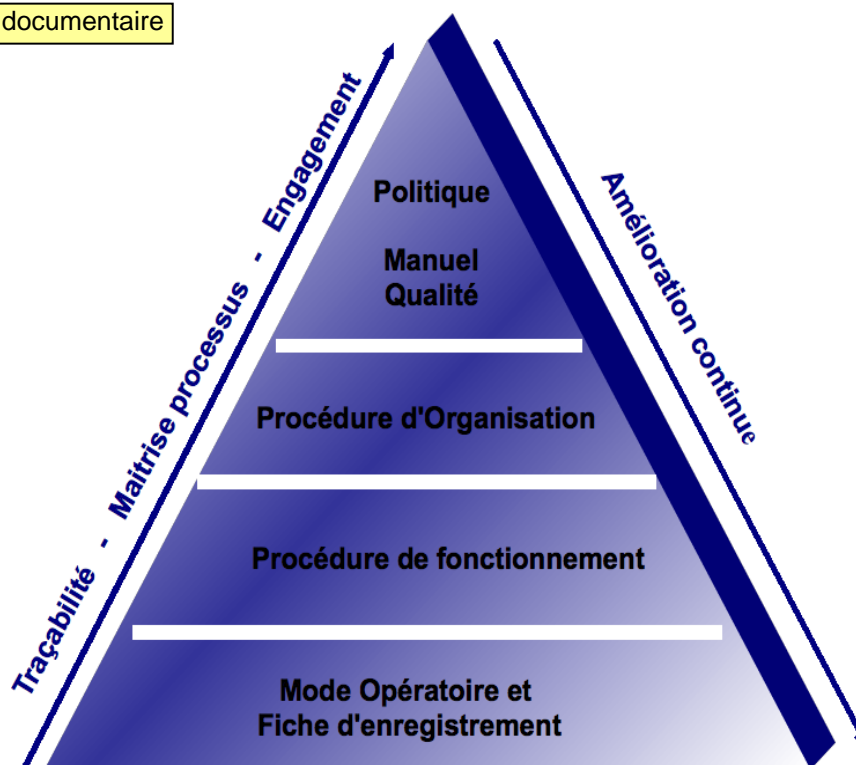 documentaire
Traçabilité - Maitrise processus - Engagement
Amélioration continue
Politique
Manuel
Qualité
Procédure d'Organisation
Procédure de fonctionnement
Mode Opératoire et
Fiche d'enregistrement